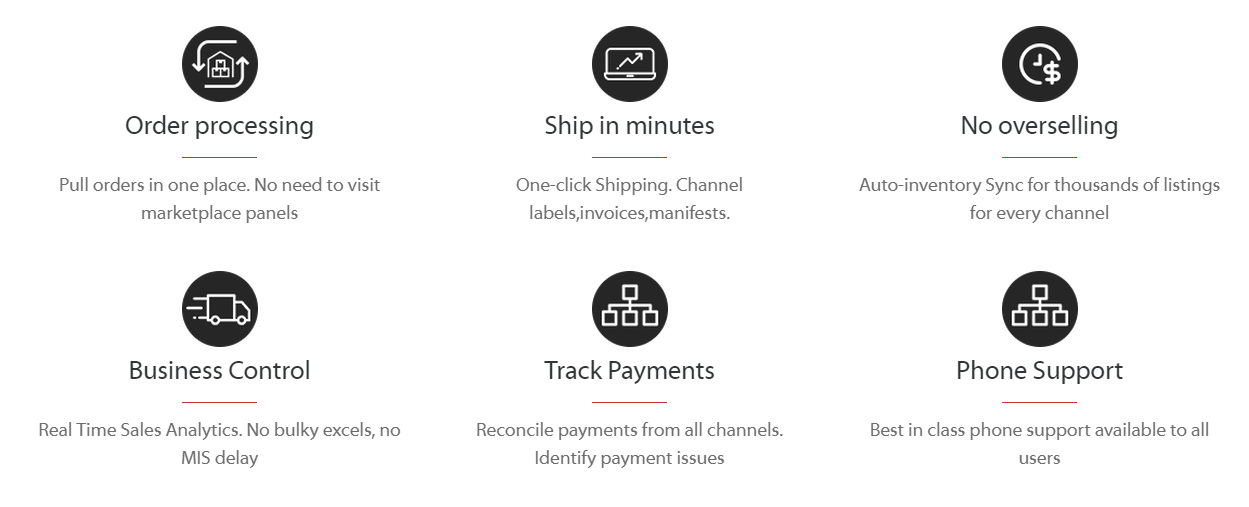 Order processing
Pull orders in one place. No need to visit
marketplace panels
Ship in minutes
One-click Shipping. Channel
labels,invoices,manifests.
No overselling
Auto-inventory Sync for thousands of listings
for every channel
Business Control
Real Time Sales Analytics. No bulky excels, no
MIS delay
Track Payments
Reconcile payments from all channels.
Identify payment issues
Phone Support
Best in class phone support available to all
users